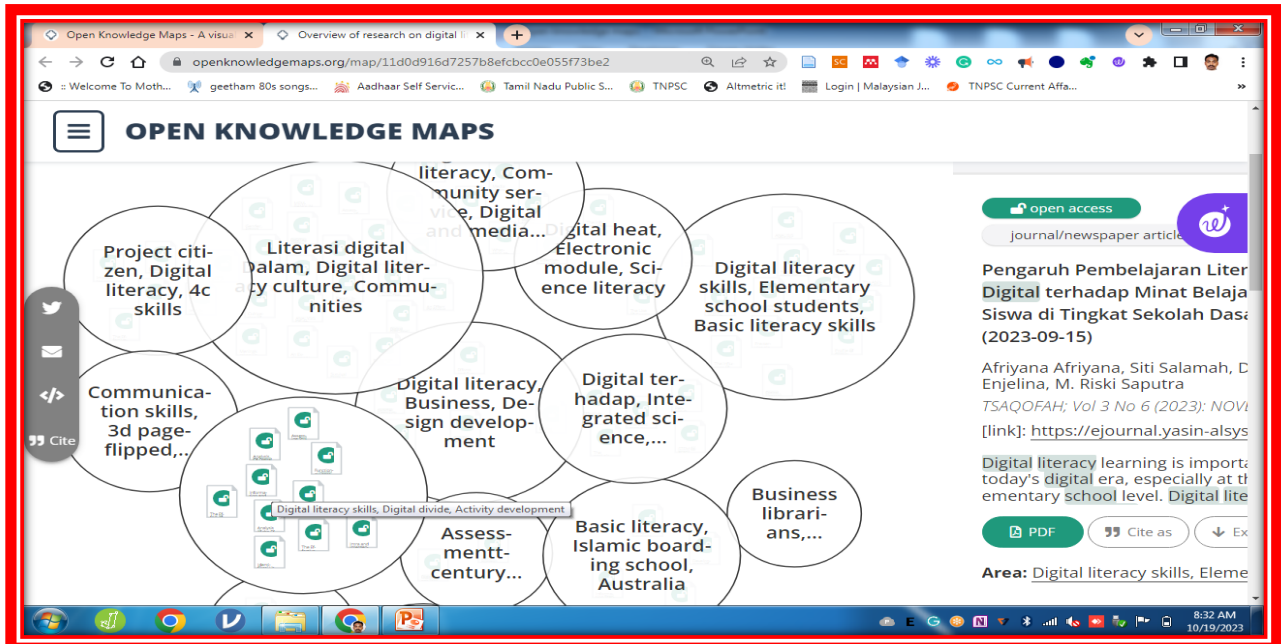 Open Knowledge Maps - A visua
Overview of research on digital li
openknowledgemaps.org/map/11d0d916d7257b8efcbcc0e055f73be2
:: Welcome To Moth...
geetham 80s songs...
Aadhaar Self Servic...
Tamil Nadu Public S...
TNPSC
Altmetric it!
Login | Malaysian J...
TNPSC Current Affa...
»
OPEN KNOWLEDGE MAPS
literacy, Com-
munity ser-
vice, Digital
and media...
Project citi-
zen, Digital
literacy, 4c
skills
Literasi digital
Dalam, Digital liter-
acy culture, Commu-
nities
gital heat,
Electronic
module, Sci-
ence literacy
Digital literacy
skills, Elementary
school students,
Basic literacy skills
Communica-
tion skills,
3d page-
flipped,..
Digital literacy,
Business, De-
sign develop-
ment
Digital ter-
hadap, Inte-
grated sci-
ence,...
Digital literacy skills, Digital divide, Activity development
Assess-
mentt-
century...
Basic literacy,
Islamic board-
ing school,
Australia
Business
librari-
ans,...
Cite
open access
journal/newspaper article
Pengaruh Pembelajaran Liter
Digital terhadap Minat Belaja
Siswa di Tingkat Sekolah Dasa
(2023-09-15)
Afriyana Afriyana, Siti Salamah, D
Enjelina, M. Riski Saputra
TSAQOFAH; Vol 3 No 6 (2023): NOVE
[link]: https://ejournal.yasin-alsys
Digital literacy learning is importa
today's digital era, especially at th
ementary school level. Digital lite
PDF
Cite as
Ex
Area: Digital literacy skills, Eleme
8:32 AM
10/19/2023